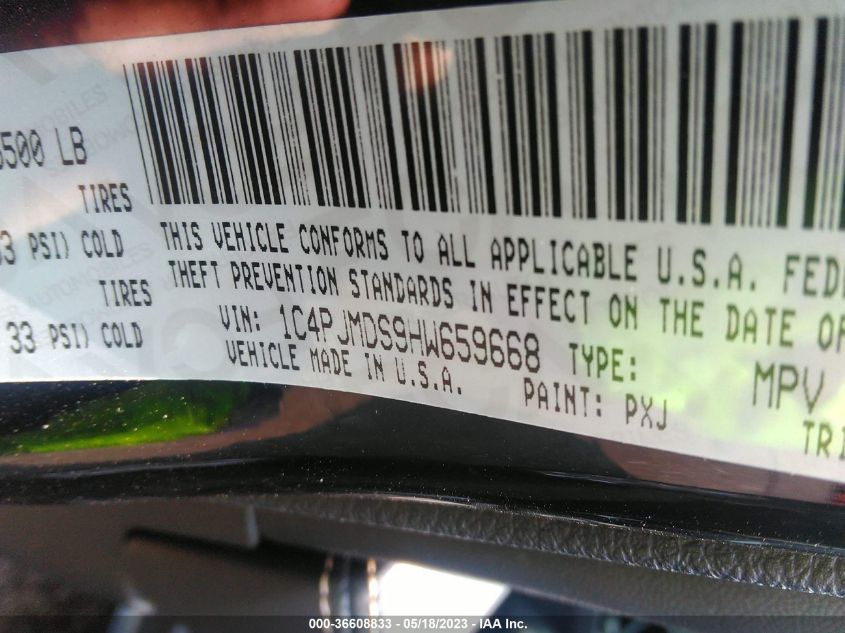 500 LB
TIRES
33 PSI) COLD
TIRES
33 PSI) COLD
THIS VEHICLE CONFORMS TO ALL APPLICABLE U.S.A.
THEFT PREVENTION STANDARDS IN EFFECT ON THE DATE OF
VIN: 1C4PJMDS9HW659668 TYPE: MPV
VEHICLE MADE IN U.S.A. PAINT: PXJ
000-36608833 - 05/18/2023 - IAA Inc.